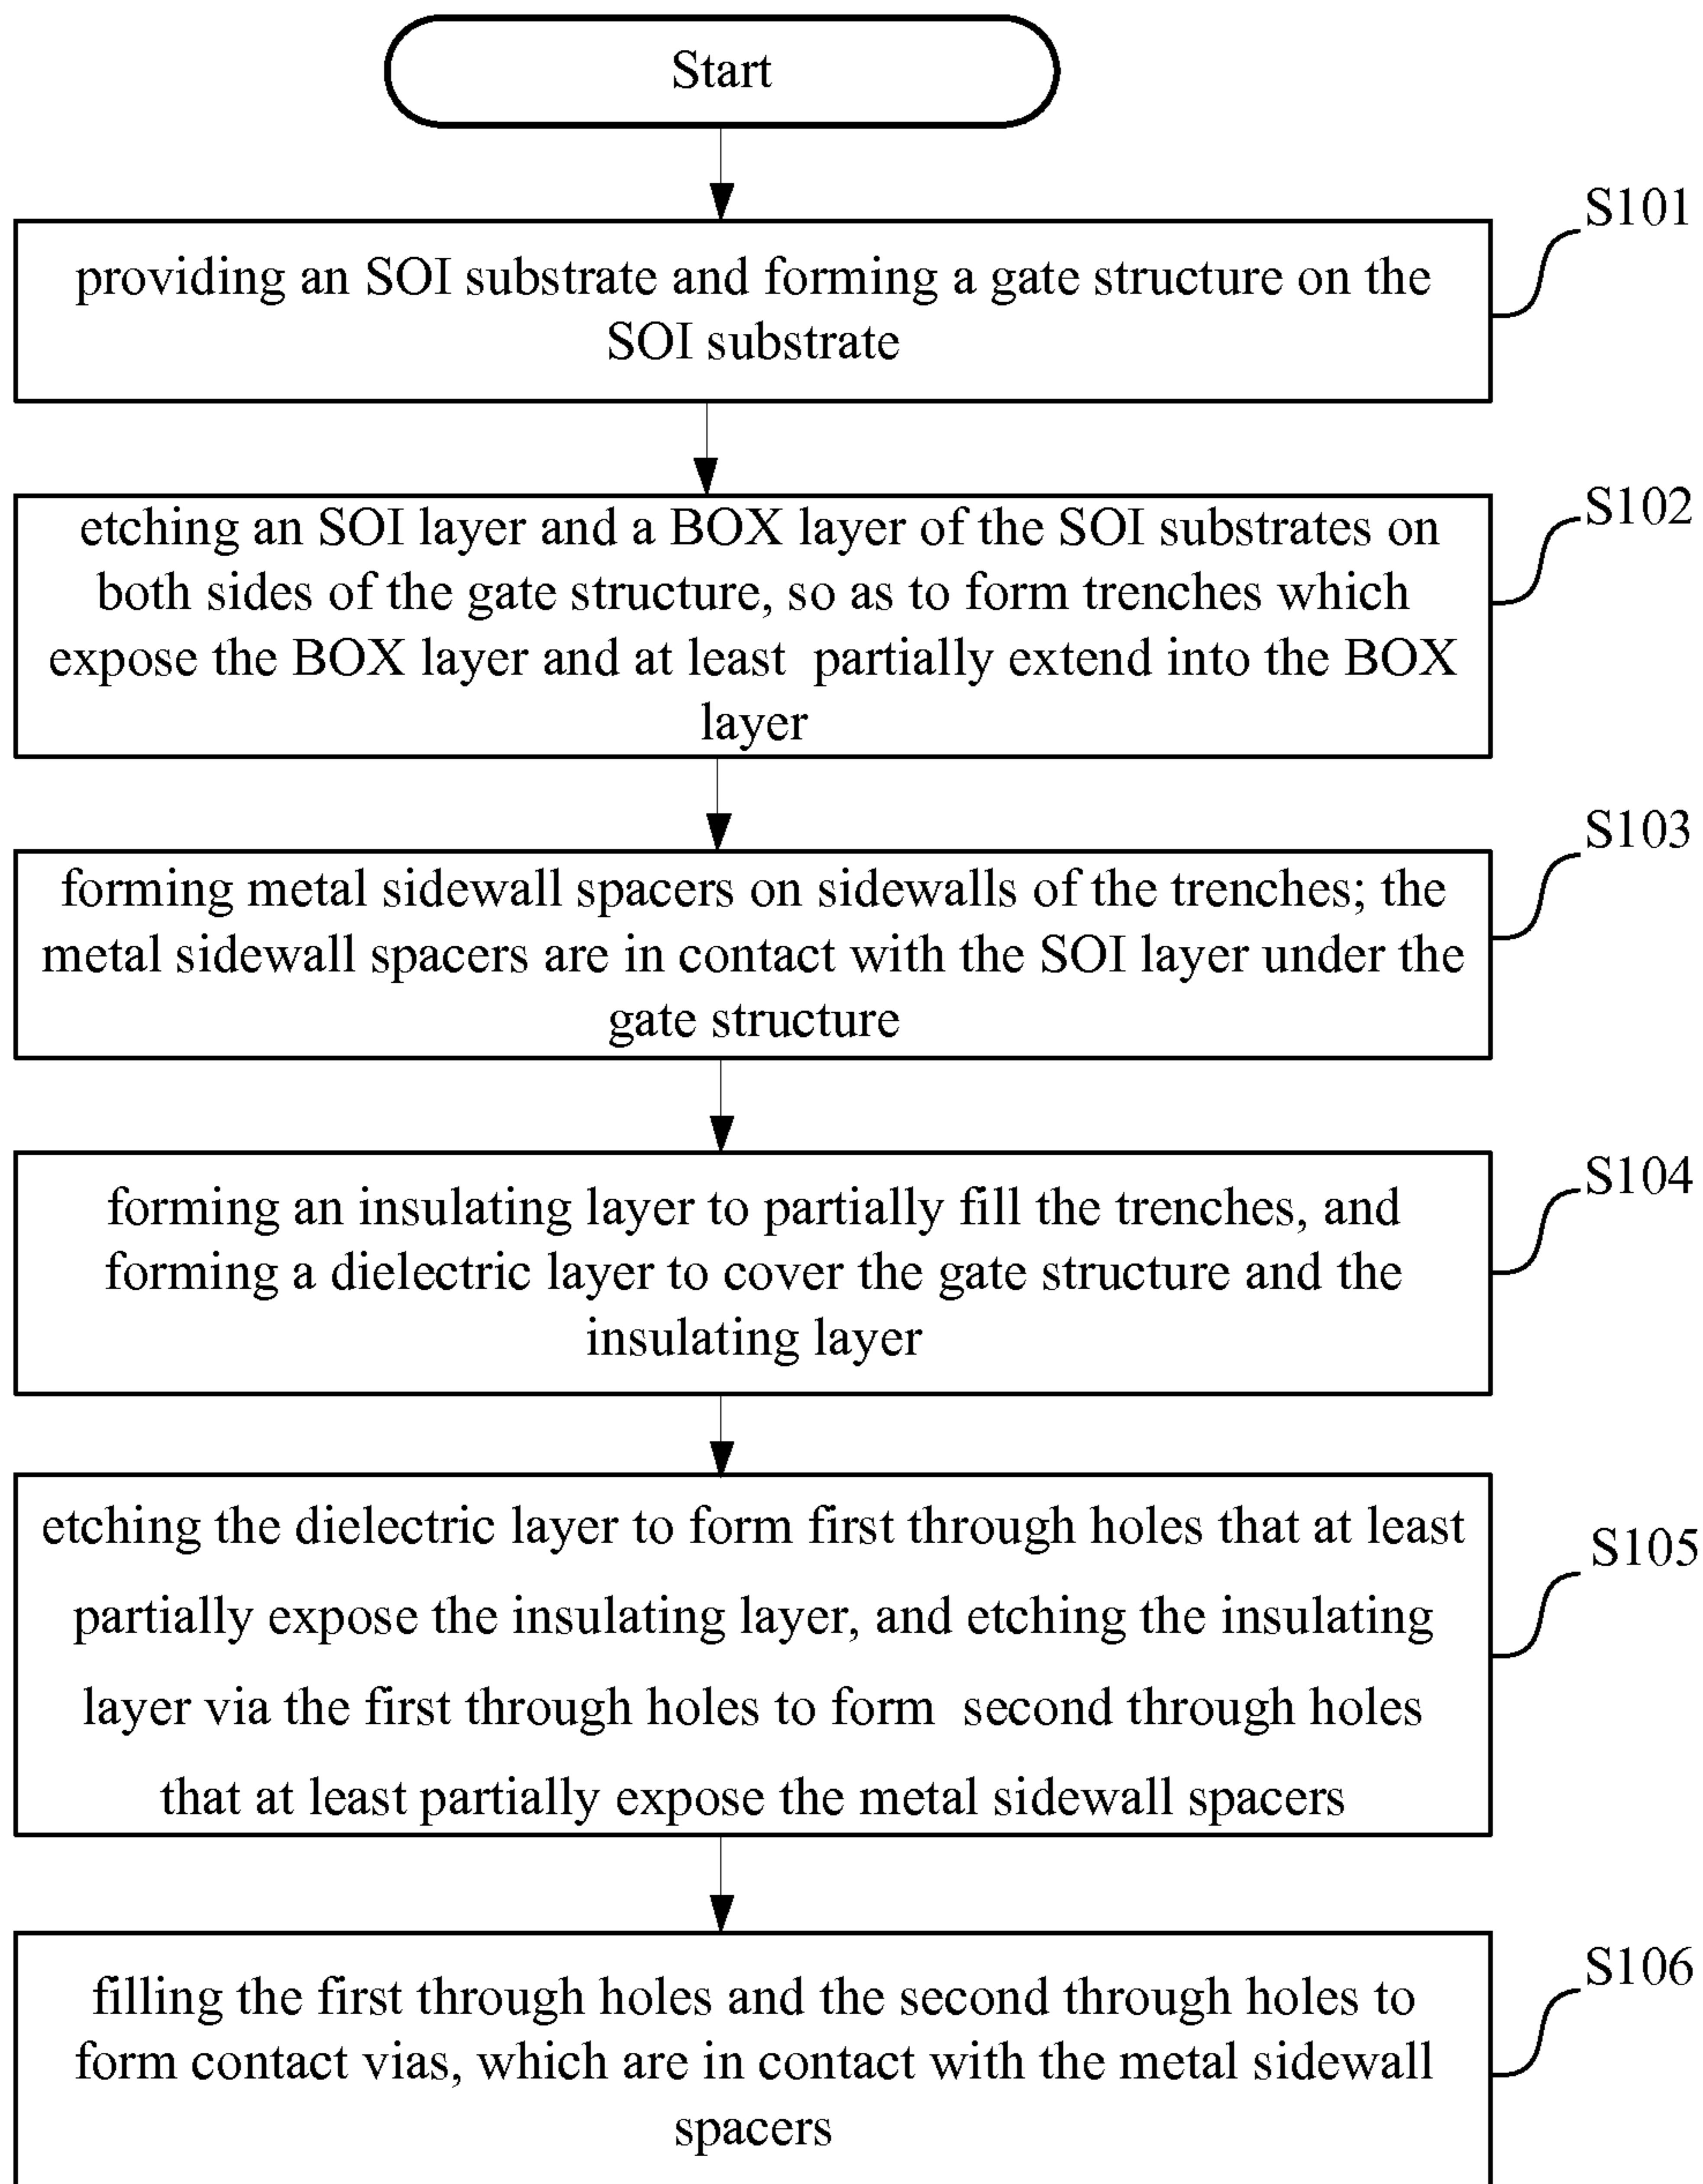 Start
S101
providing an SOI substrate and forming a gate structure on the
SOI substrate
S102
etching an SOI layer and a BOX layer of the SOI substrates on
both sides of the gate structure, so as to form trenches which
expose the BOX layer and at least partially extend into the BOX
layer
S103
forming metal sidewall spacers on sidewalls of the trenches; the
metal sidewall spacers are in contact with the SOI layer under the
gate structure
S104
forming an insulating layer to partially fill the trenches, and
forming a dielectric layer to cover the gate structure and the
insulating layer
S105
etching the dielectric layer to form first through holes that at least
partially expose the insulating layer, and etching the insulating
layer via the first through holes to form second through holes
that at least partially expose the metal sidewall spacers
S106
filling the first through holes and the second through holes to
form contact vias, which are in contact with the metal sidewall
spacers